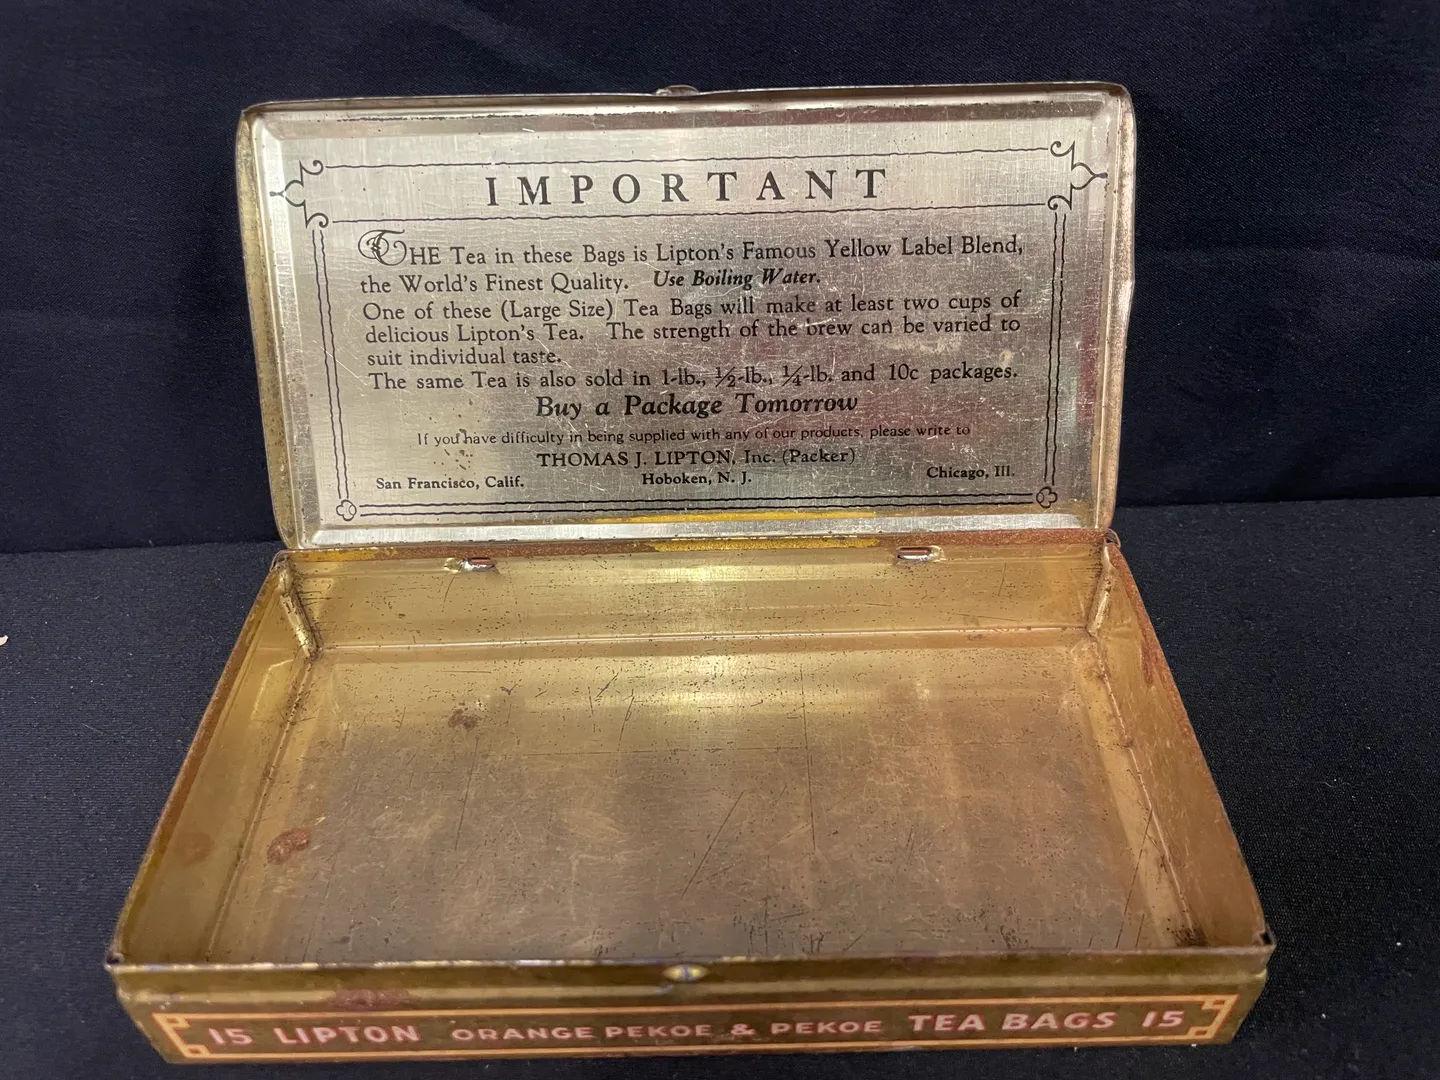 IMPORTANT
THE Tea in these Bags is Lipton's Famous Yellow Label Blend,
the World's Finest Quality. Use Boiling Water.
One of these (Large Size) Tea Bags will make at least two cups of
delicious Lipton's Tea. The strength of the brew can be varied to
suit individual taste.
The same Tea is also sold in 1-lb., ½-lb., ¼-lb. and 10c packages.
Buy a Package Tomorrow
If you have difficulty in being supplied with any of our products, please write to
THOMAS J. LIPTON, Inc. (Packer)
San Francisco, Calif. Hoboken, N. J. Chicago, Ill.
15 LIPTON ORANGE PEKOE & PEKOE TEA BAGS 15